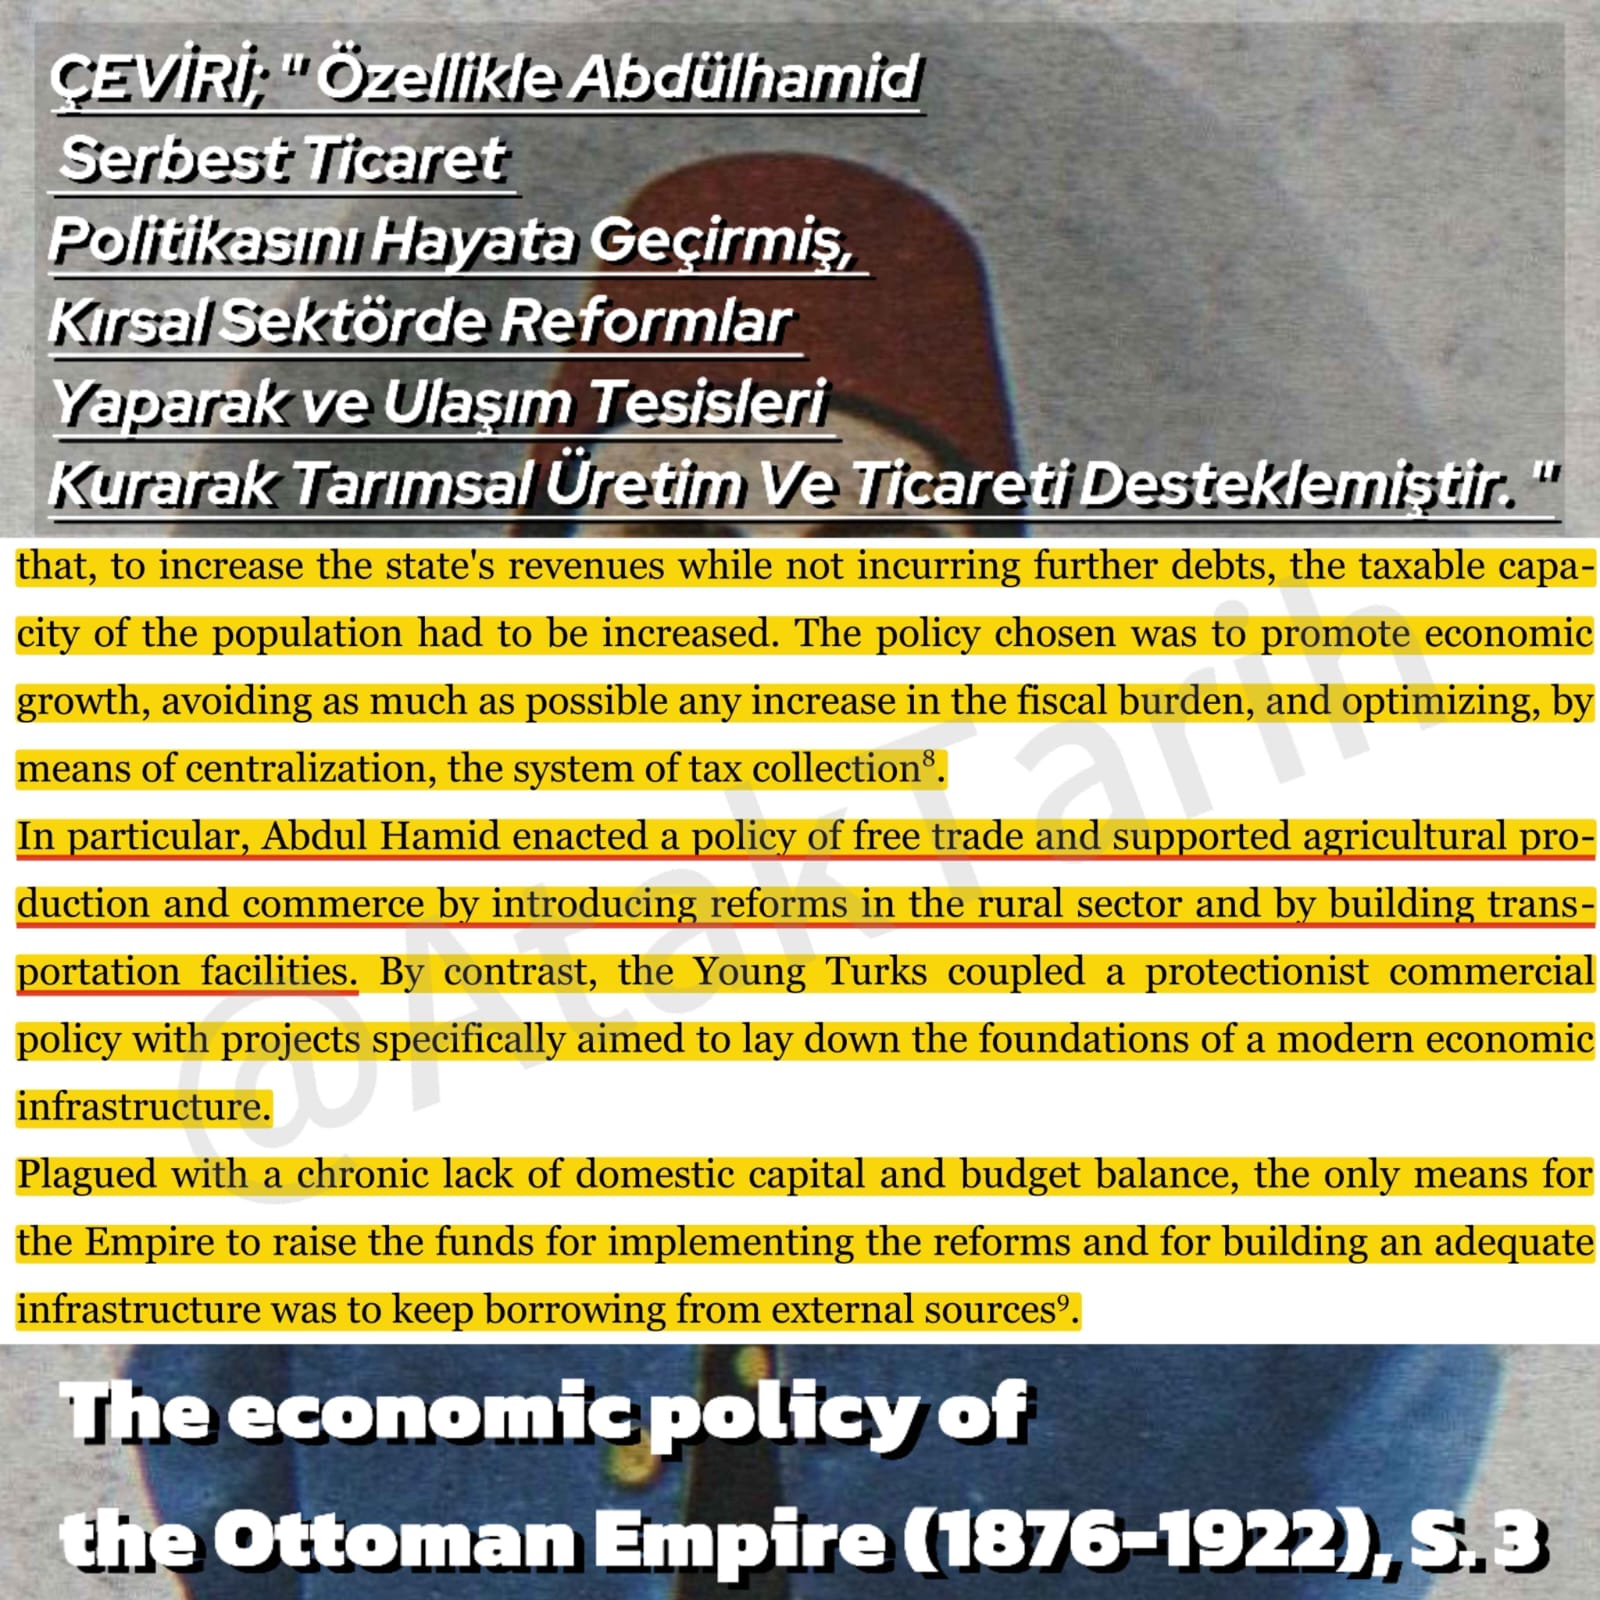 ÇEVİRİ; " Özellikle Abdülhamid
Serbest Ticaret
Politikasını Hayata Geçirmiş,
Kırsal Sektörde Reformlar
Yaparak ve Ulaşım Tesisleri
Kurarak Tarımsal Üretim Ve Ticareti Desteklemiştir. "
that, to increase the state's revenues while not incurring further debts, the taxable capa-
city of the population had to be increased. The policy chosen was to promote economic
growth, avoiding as much as possible any increase in the fiscal burden, and optimizing, by
means of centralization, the system of tax collection⁸.
In particular, Abdul Hamid enacted a policy of free trade and supported agricultural pro-
duction and commerce by introducing reforms in the rural sector and by building trans-
portation facilities. By contrast, the Young Turks coupled a protectionist commercial
policy with projects specifically aimed to lay down the foundations of a modern economic
infrastructure.
Plagued with a chronic lack of domestic capital and budget balance, the only means for
the Empire to raise the funds for implementing the reforms and for building an adequate
infrastructure was to keep borrowing from external sources⁹.
@AtakTarih
The economic policy of
the Ottoman Empire (1876-1922), S. 3